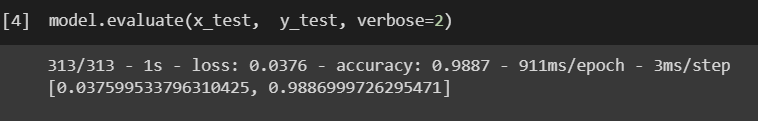 [4] model.evaluate(x_test,  y_test, verbose=2)
313/313 - 1s - loss: 0.0376 - accuracy: 0.9887 - 911ms/epoch - 3ms/step
[0.037599533796310425, 0.9886999726295471]